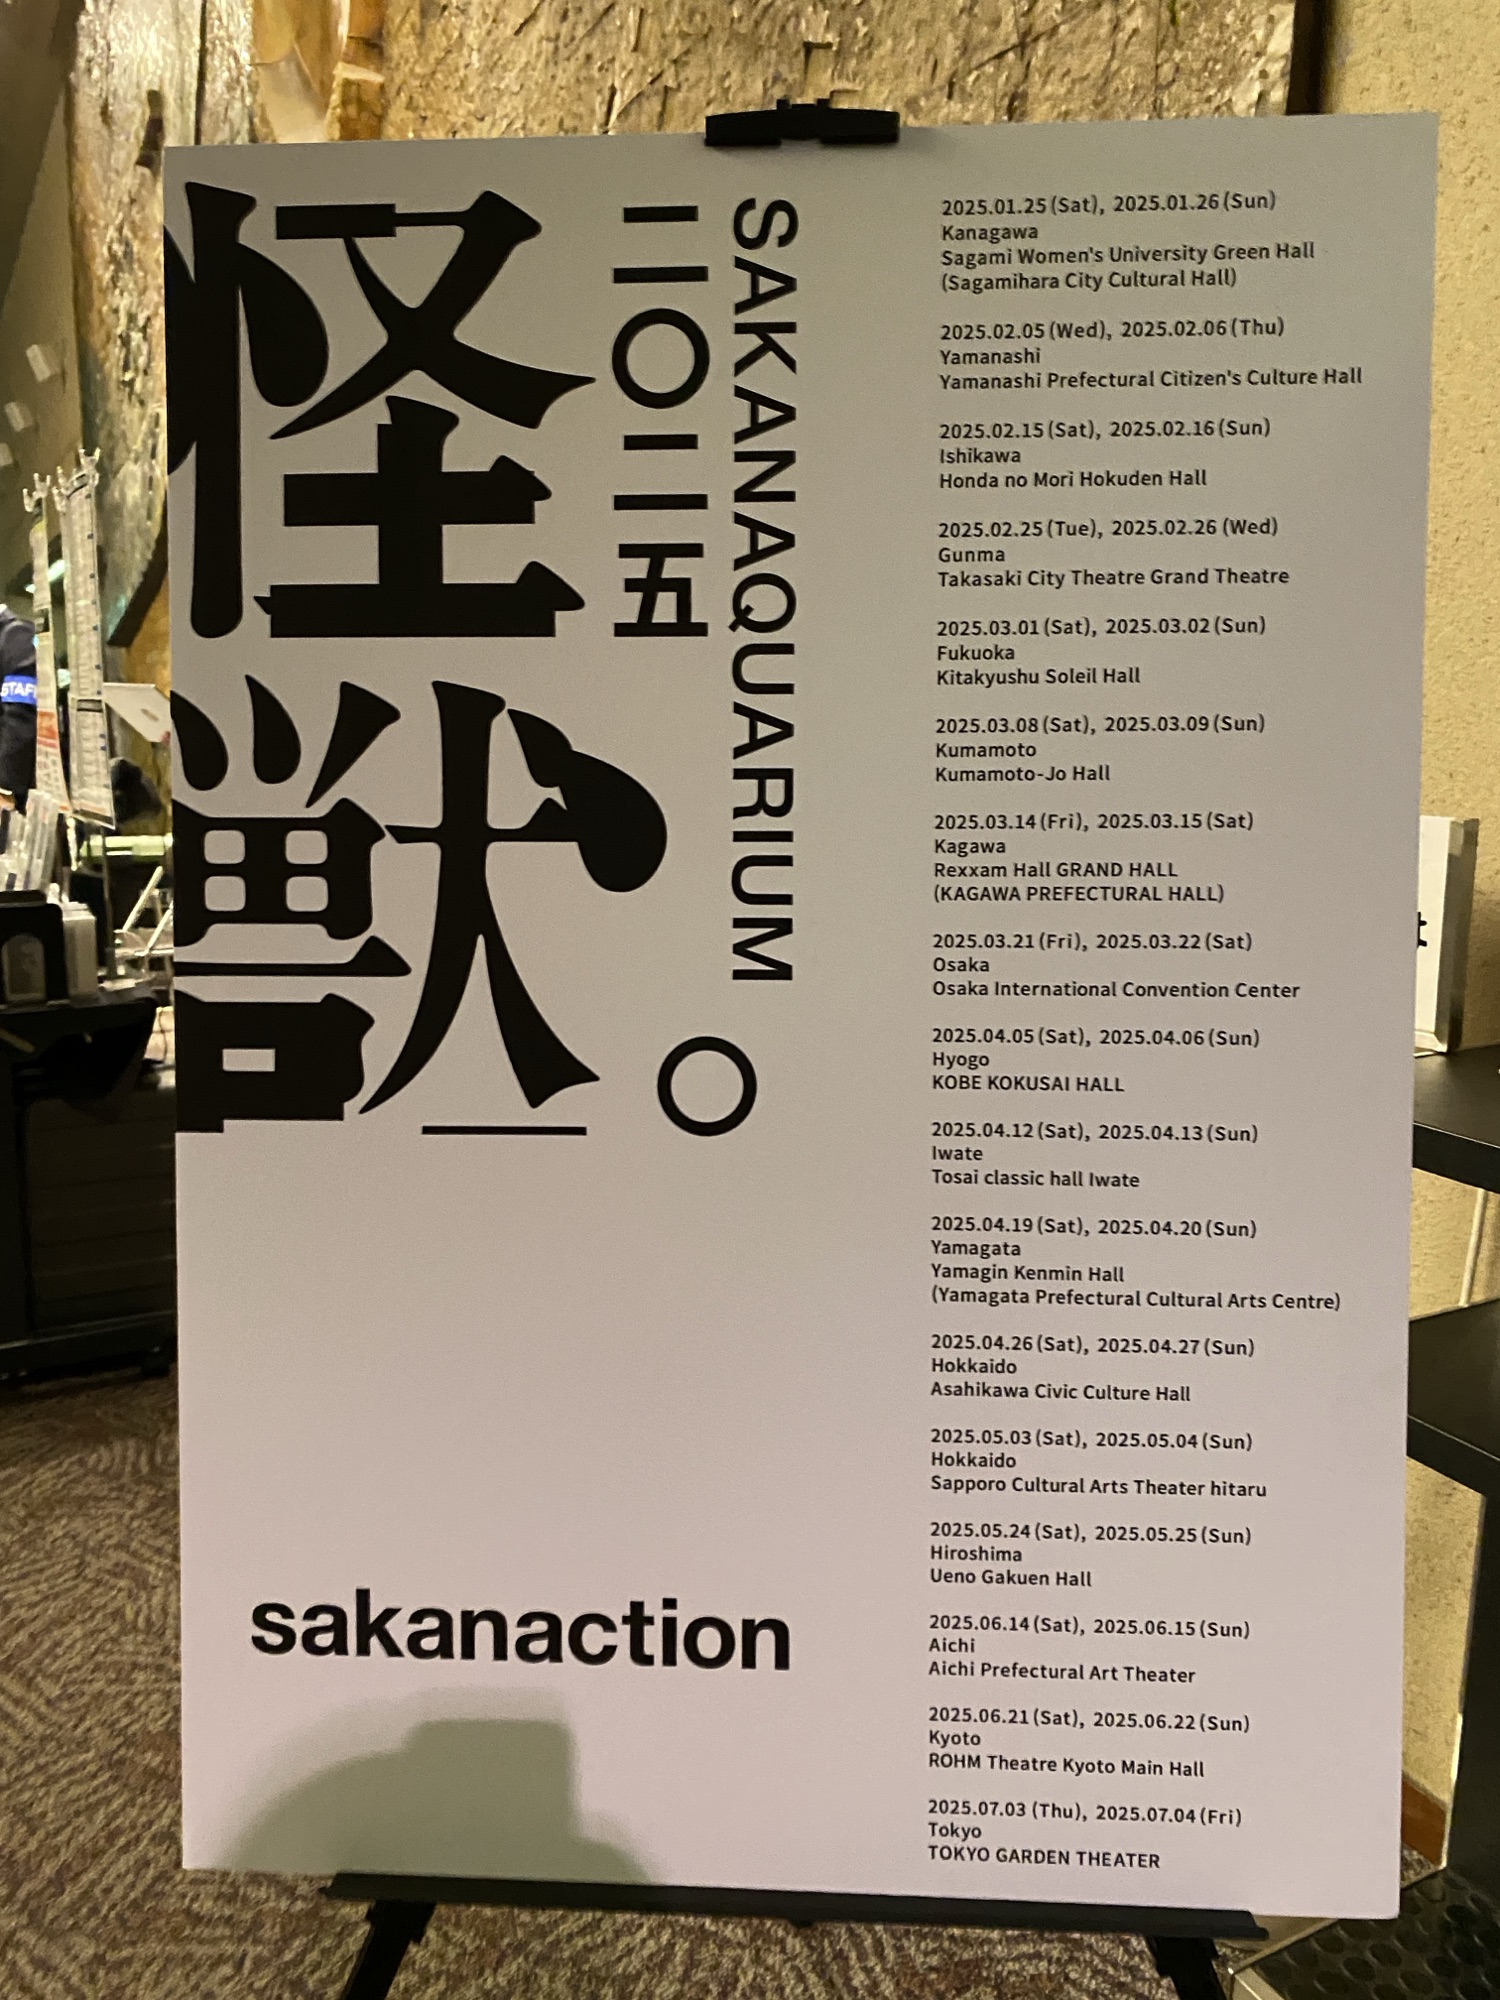 怪獣
二〇二五
SAKANAQUARIUM
。
sakanaction
2025.01.25(Sat), 2025.01.26(Sun)
Kanagawa
Sagami Women's University Green Hall
(Sagamihara City Cultural Hall)
2025.02.05(Wed), 2025.02.06(Thu)
Yamanashi
Yamanashi Prefectural Citizen's Culture Hall
2025.02.15(Sat), 2025.02.16(Sun)
Ishikawa
Honda no Mori Hokuden Hall
2025.02.25(Tue), 2025.02.26 (Wed)
Gunma
Takasaki City Theatre Grand Theatre
2025.03.01(Sat), 2025.03.02(Sun)
Fukuoka
Kitakyushu Soleil Hall
2025.03.08(Sat), 2025.03.09(Sun)
Kumamoto
Kumamoto-Jo Hall
2025.03.14(Fri), 2025.03.15(Sat)
Kagawa
Rexxam Hall GRAND HALL
(KAGAWA PREFECTURAL HALL)
2025.03.21(Fri), 2025.03.22(Sat)
Osaka
Osaka International Convention Center
2025.04.05(Sat), 2025.04.06(Sun)
Hyogo
KOBE KOKUSAI HALL
2025.04.12(Sat), 2025.04.13(Sun)
Iwate
Tosai classic hall Iwate
2025.04.19(Sat), 2025.04.20(Sun)
Yamagata
Yamagin Kenmin Hall
(Yamagata Prefectural Cultural Arts Centre)
2025.04.26(Sat), 2025.04.27(Sun)
Hokkaido
Asahikawa Civic Culture Hall
2025.05.03(Sat), 2025.05.04(Sun)
Hokkaido
Sapporo Cultural Arts Theater hitaru
2025.05.24(Sat), 2025.05.25(Sun)
Hiroshima
Ueno Gakuen Hall
2025.06.14(Sat), 2025.06.15(Sun)
Aichi
Aichi Prefectural Art Theater
2025.06.21(Sat), 2025.06.22(Sun)
Kyoto
ROHM Theatre Kyoto Main Hall
2025.07.03 (Thu), 2025.07.04(Fri)
Tokyo
TOKYO GARDEN THEATER